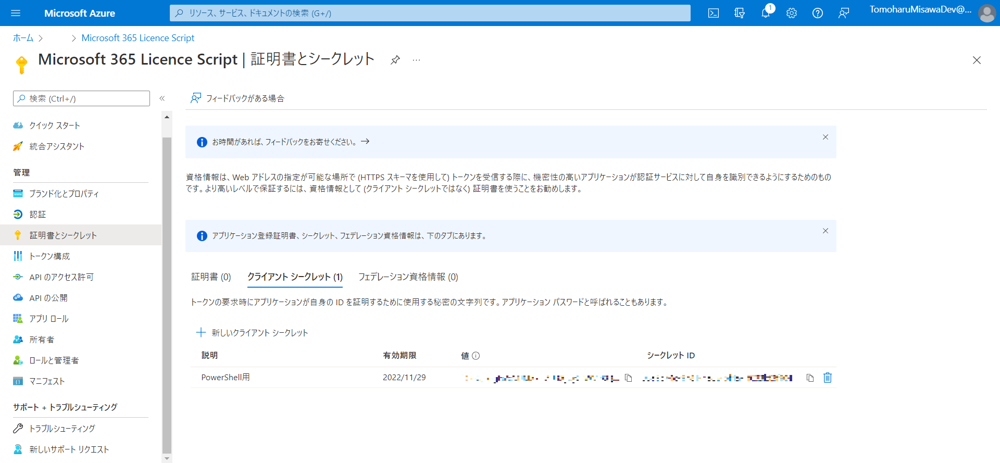 Microsoft Azure
リソース、サービス、ドキュメントの検索 (G+/)
1
TomoharuMisawaDev@...
ホーム
Microsoft 365 Licence Script
Microsoft 365 Licence Script | 証明書とシークレット
検索 (Ctrl+/)
クイック スタート
統合アシスタント
管理
ブランド化とプロパティ
認証
証明書とシークレット
トークン構成
API のアクセス許可
API の公開
アプリ ロール
所有者
ロールと管理者
マニフェスト
サポート + トラブルシューティング
トラブルシューティング
新しいサポート リクエスト
フィードバックがある場合
お時間があれば、フィードバックをお寄せください。
資格情報は、Web アドレスの指定が可能な場所で (HTTPS スキーマを使用して) トークンを受信する際に、機密性の高いアプリケーションが認証サービスに対して自身を識別できるようにするためのもの
です。より高いレベルで保証するには、資格情報として (クライアント シークレットではなく) 証明書を使うことをお勧めします。
アプリケーション登録証明書、シークレット、フェデレーション資格情報は、下のタブにあります。
証明書 (0)
クライアント シークレット (1)
フェデレーション資格情報 (0)
トークンの要求時にアプリケーションが自身の ID を証明するために使用する秘密の文字列です。アプリケーション パスワードと呼ばれることもあります。
新しいクライアント シークレット
説明
有効期限
値
シークレット ID
PowerShell用
2022/11/29